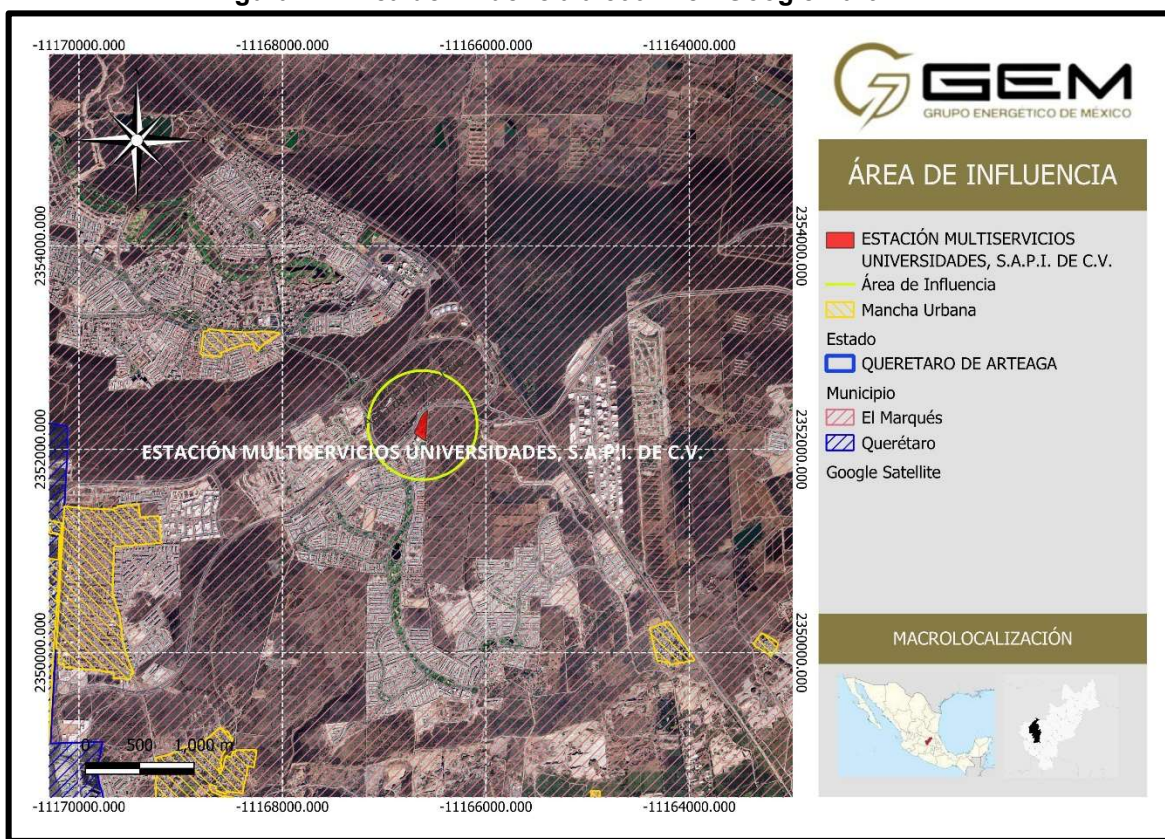 -11170000.000 -11168000.000 -11166000.000 -11164000.000
GEM
GRUPO ENERGÉTICO DE MÉXICO
ÁREA DE INFLUENCIA
2354000.000 2354000.000
ESTACIÓN MULTISERVICIOS
UNIVERSIDADES, S.A.P.I. DE C.V.
Área de Influencia
Mancha Urbana
Estado
QUERETARO DE ARTEAGA
Municipio
El Marqués
Querétaro
Google Satellite
2352000.000 2352000.000
ESTACIÓN MULTISERVICIOS UNIVERSIDADES, S.A.P.I. DE C.V.
2350000.000 2350000.000
MACROLOCALIZACIÓN
0 500 1,000 m
-11170000.000 -11168000.000 -11166000.000 -11164000.000